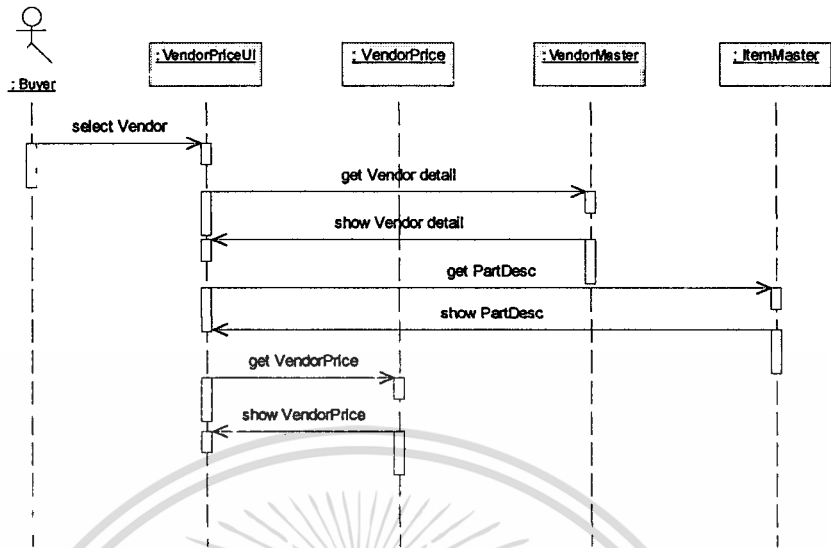 : Buyer
: VendorPriceUI
: VendorPrice
: VendorMaster
: ItemMaster
select Vendor
get Vendor detail
show Vendor detail
get PartDesc
show PartDesc
get VendorPrice
show VendorPrice